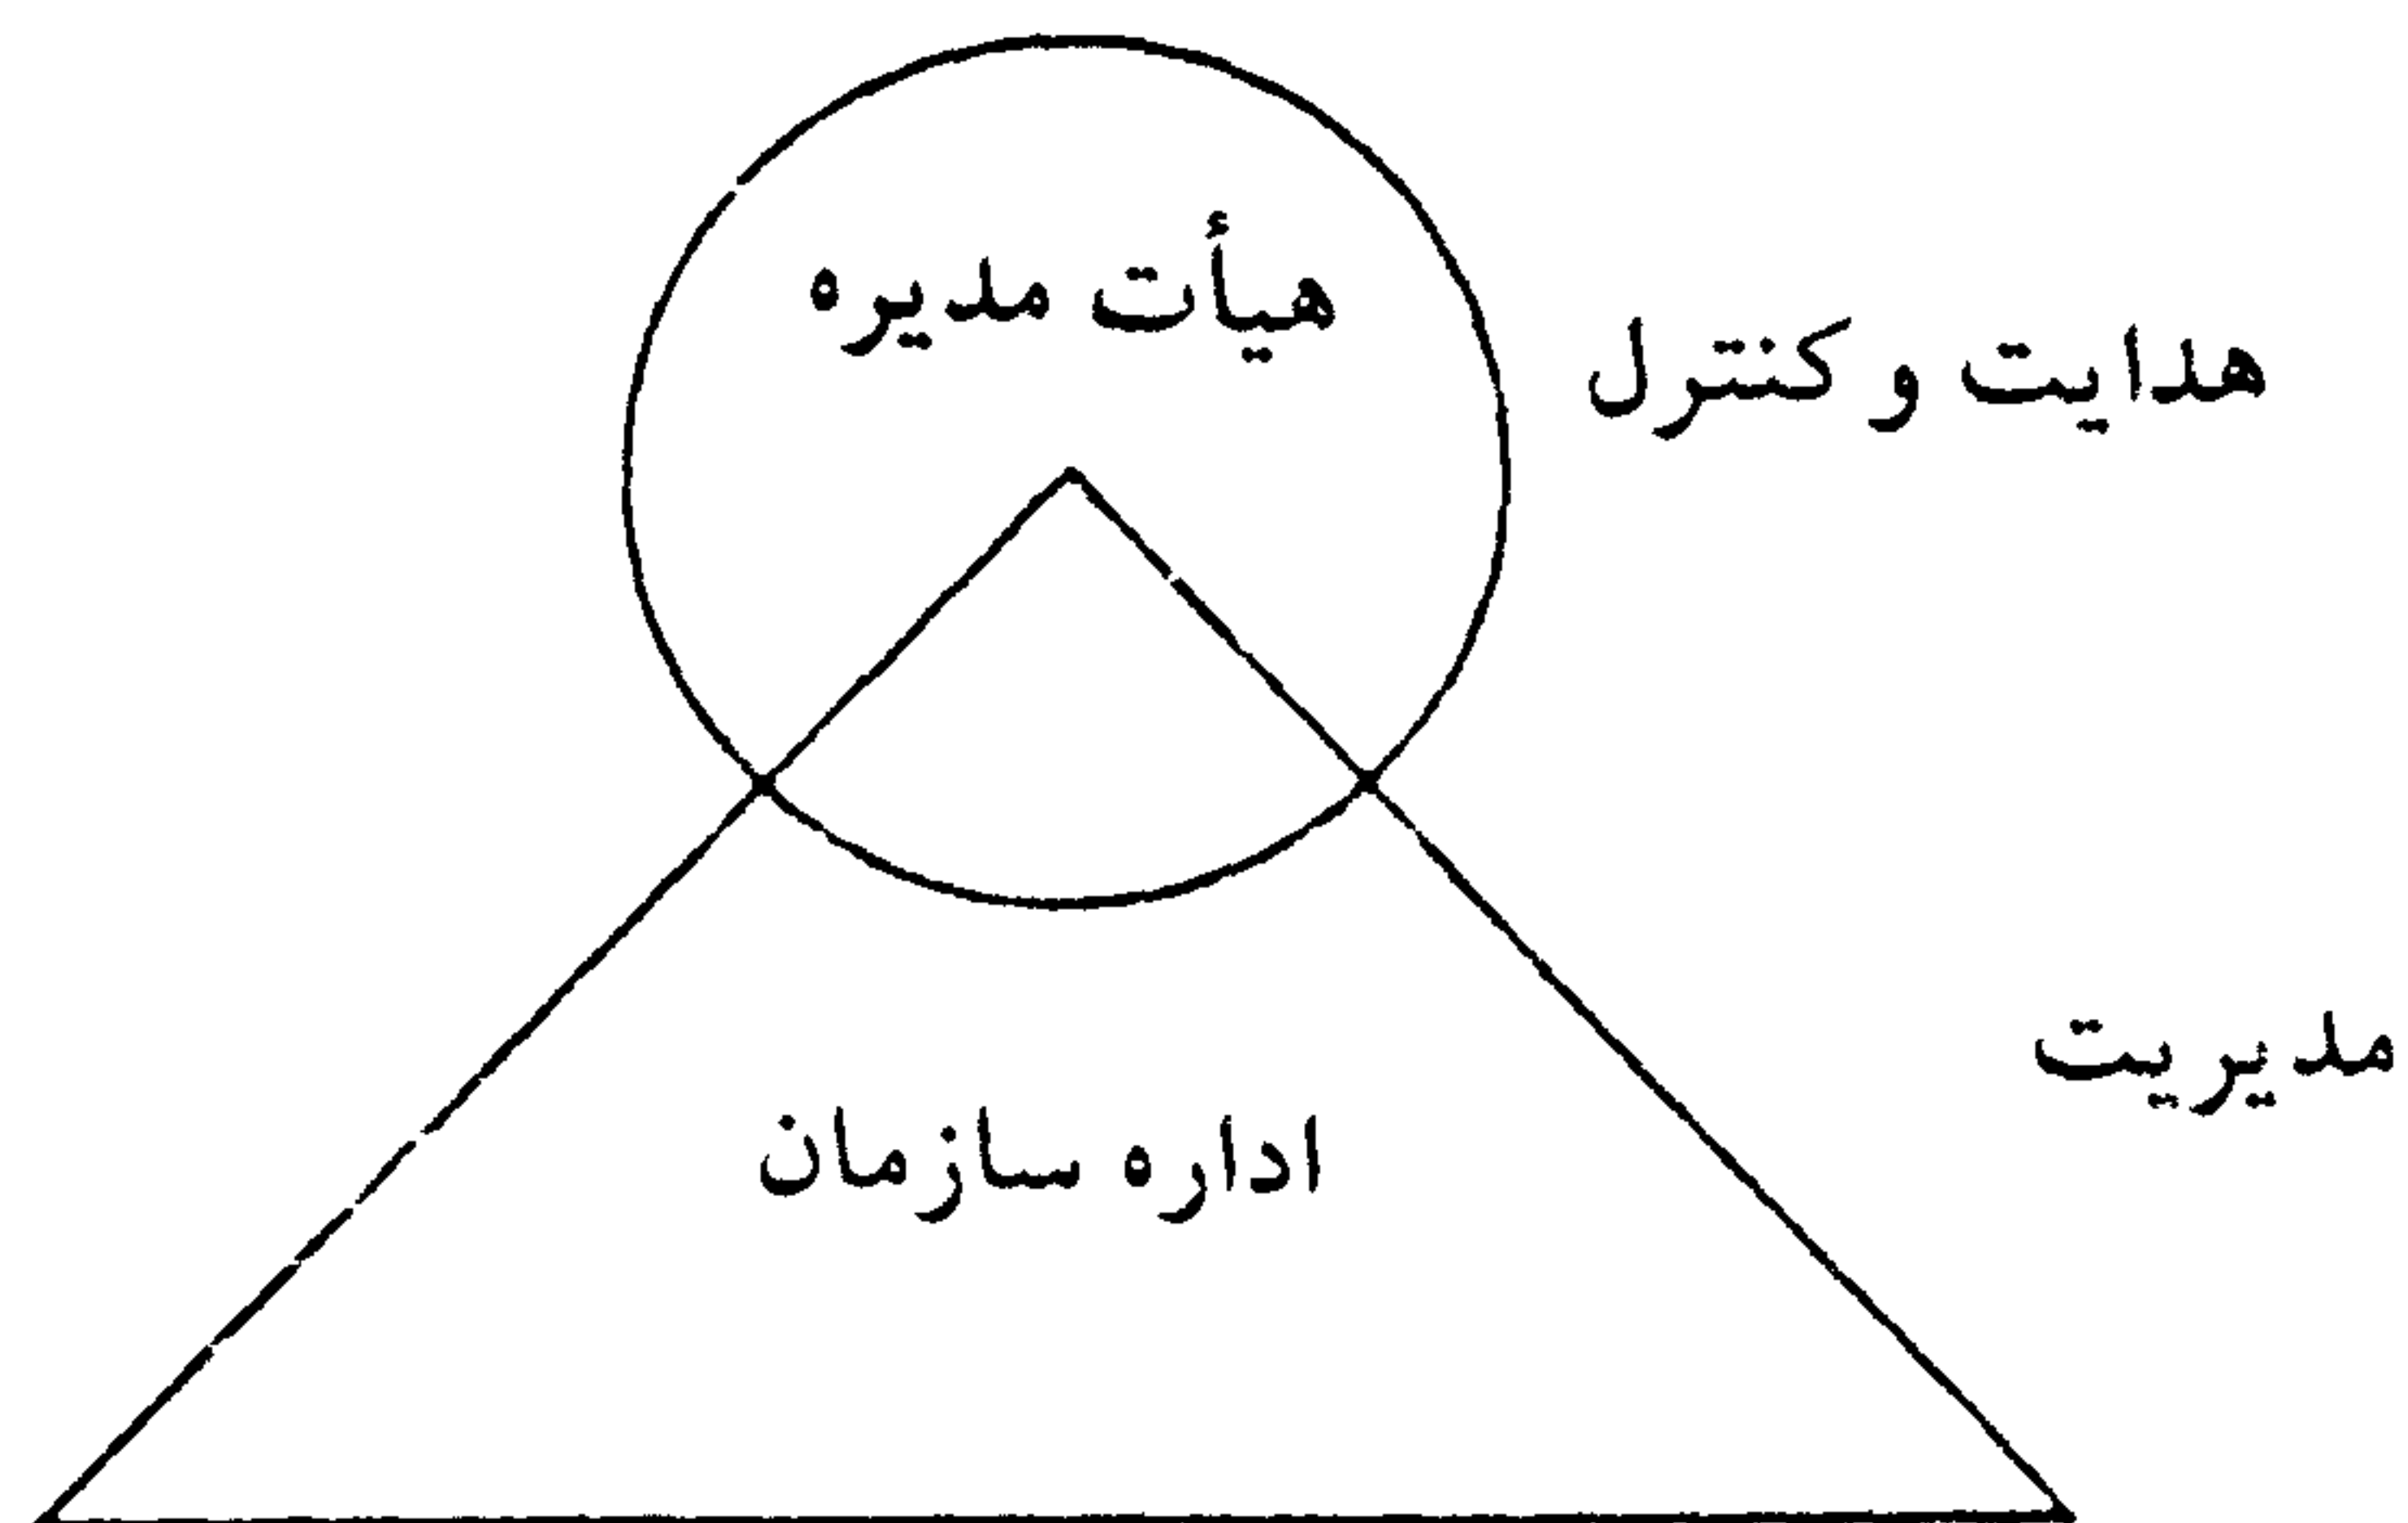 هیأت مدیره
هدایت و کنترل
مدیریت
اداره سازمان